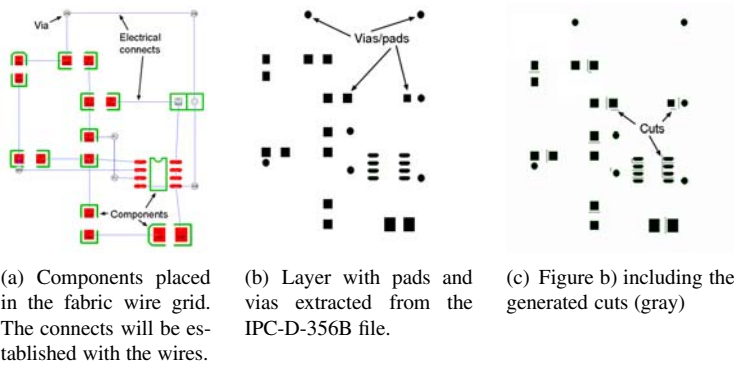 Via
Electrical
connects
Components
Vias/pads
Cuts
(a) Components placed
in the fabric wire grid.
The connects will be es-
tablished with the wires.
(b) Layer with pads and
vias extracted from the
IPC-D-356B file.
(c) Figure b) including the
generated cuts (gray)